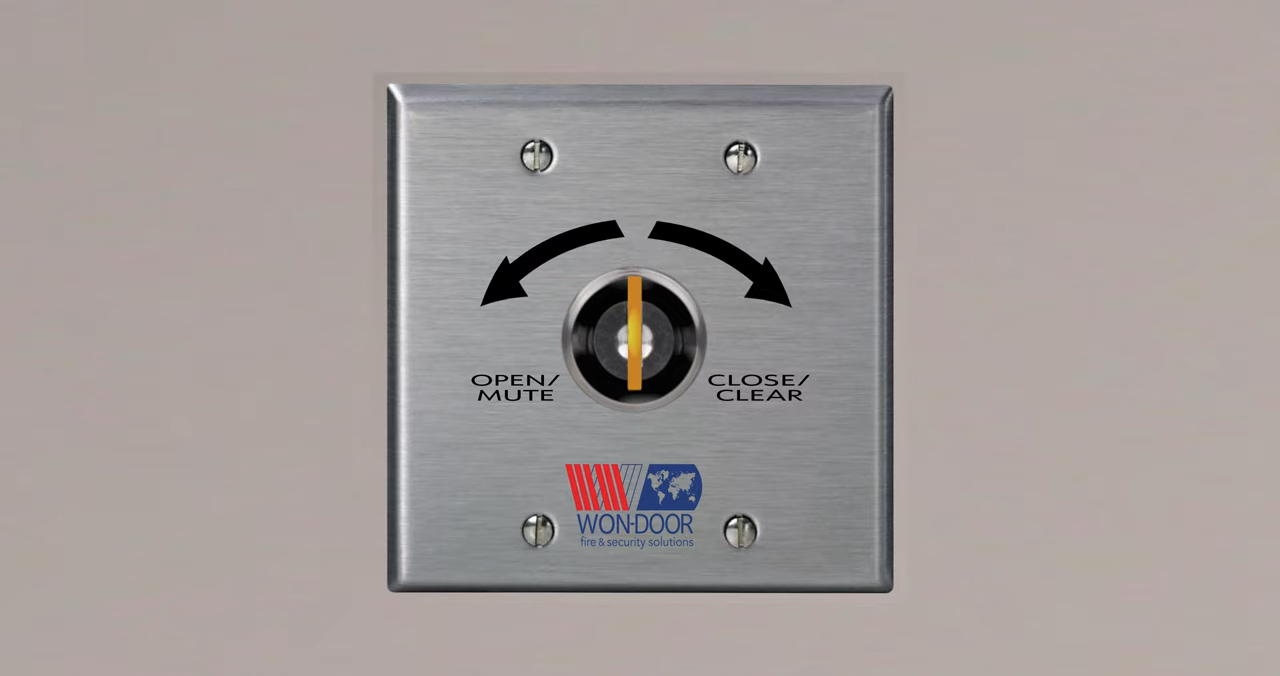 OPEN/
MUTE
CLOSE/
CLEAR
WON-DOOR
fire & security solutions